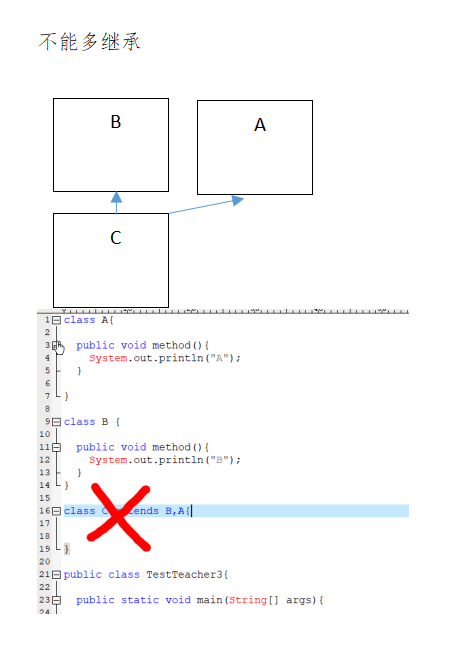 不能多继承
B
A
C
1 class A{
2
3 public void method(){
4 System.out.println("A");
5 }
6
7 }
8
9 class B {
10
11 public void method(){
12 System.out.println("B");
13 }
14 }
15
16 class C tends B,A{
17
18
19 }
20
21 public class TestTeacher3{
22
23 public static void main(String[] args){
24